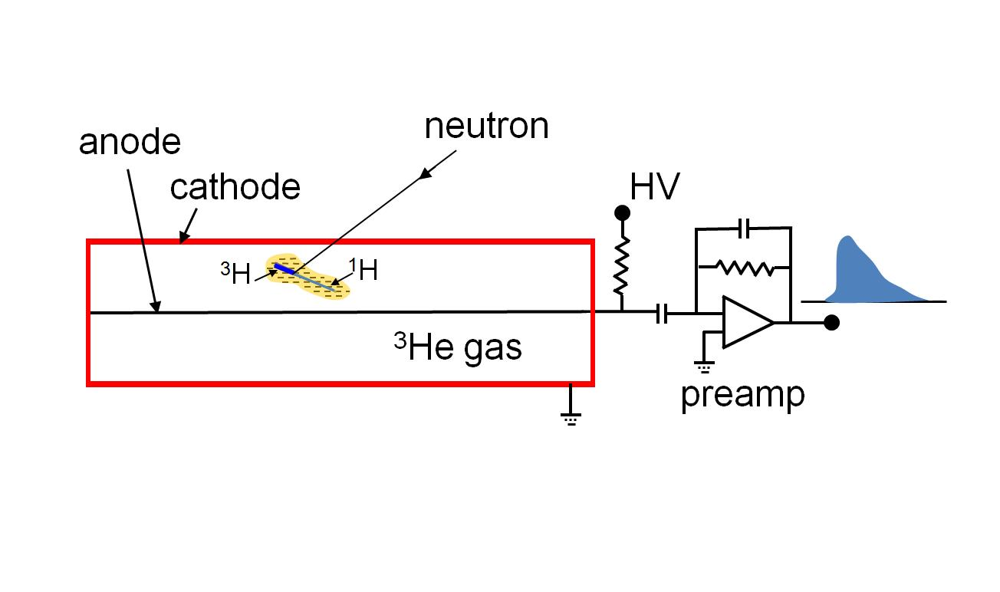 neutron
anode
cathode
HV
³H
¹H
³He gas
preamp